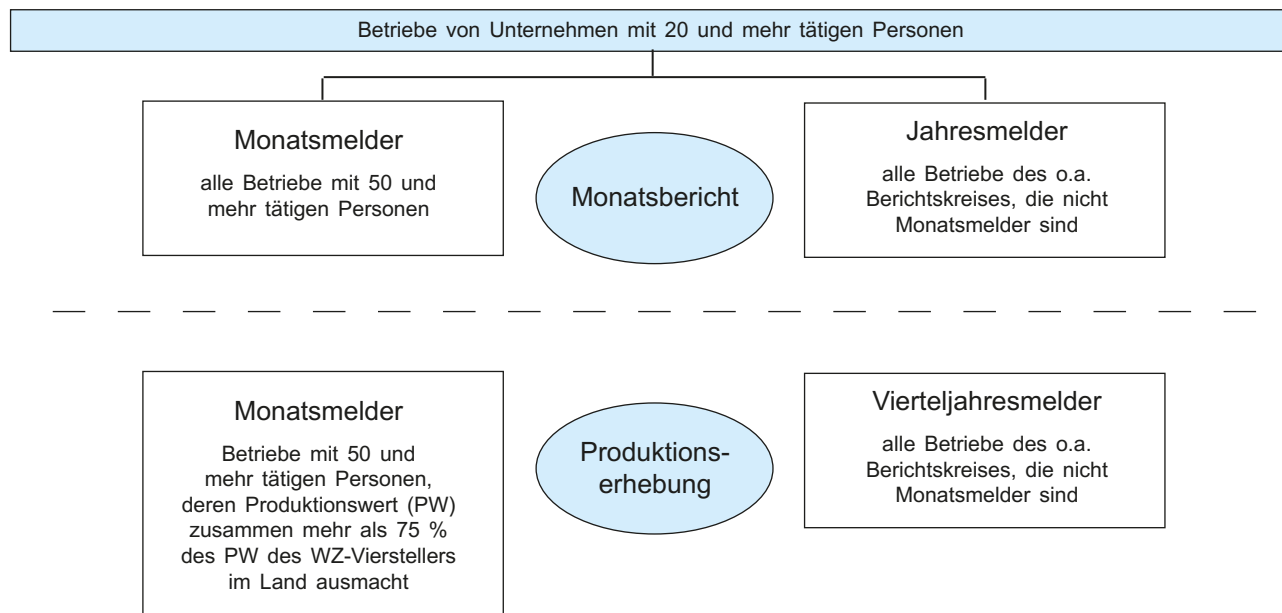 Betriebe von Unternehmen mit 20 und mehr tätigen Personen
Monatsmelder
alle Betriebe mit 50 und
mehr tätigen Personen
Monatsbericht
Jahresmelder
alle Betriebe des o.a.
Berichtskreises, die nicht
Monatsmelder sind
Monatsmelder
Betriebe mit 50 und
mehr tätigen Personen,
deren Produktionswert (PW)
zusammen mehr als 75 %
des PW des WZ-Vierstellers
im Land ausmacht
Produktions-
erhebung
Vierteljahresmelder
alle Betriebe des o.a.
Berichtskreises, die nicht
Monatsmelder sind